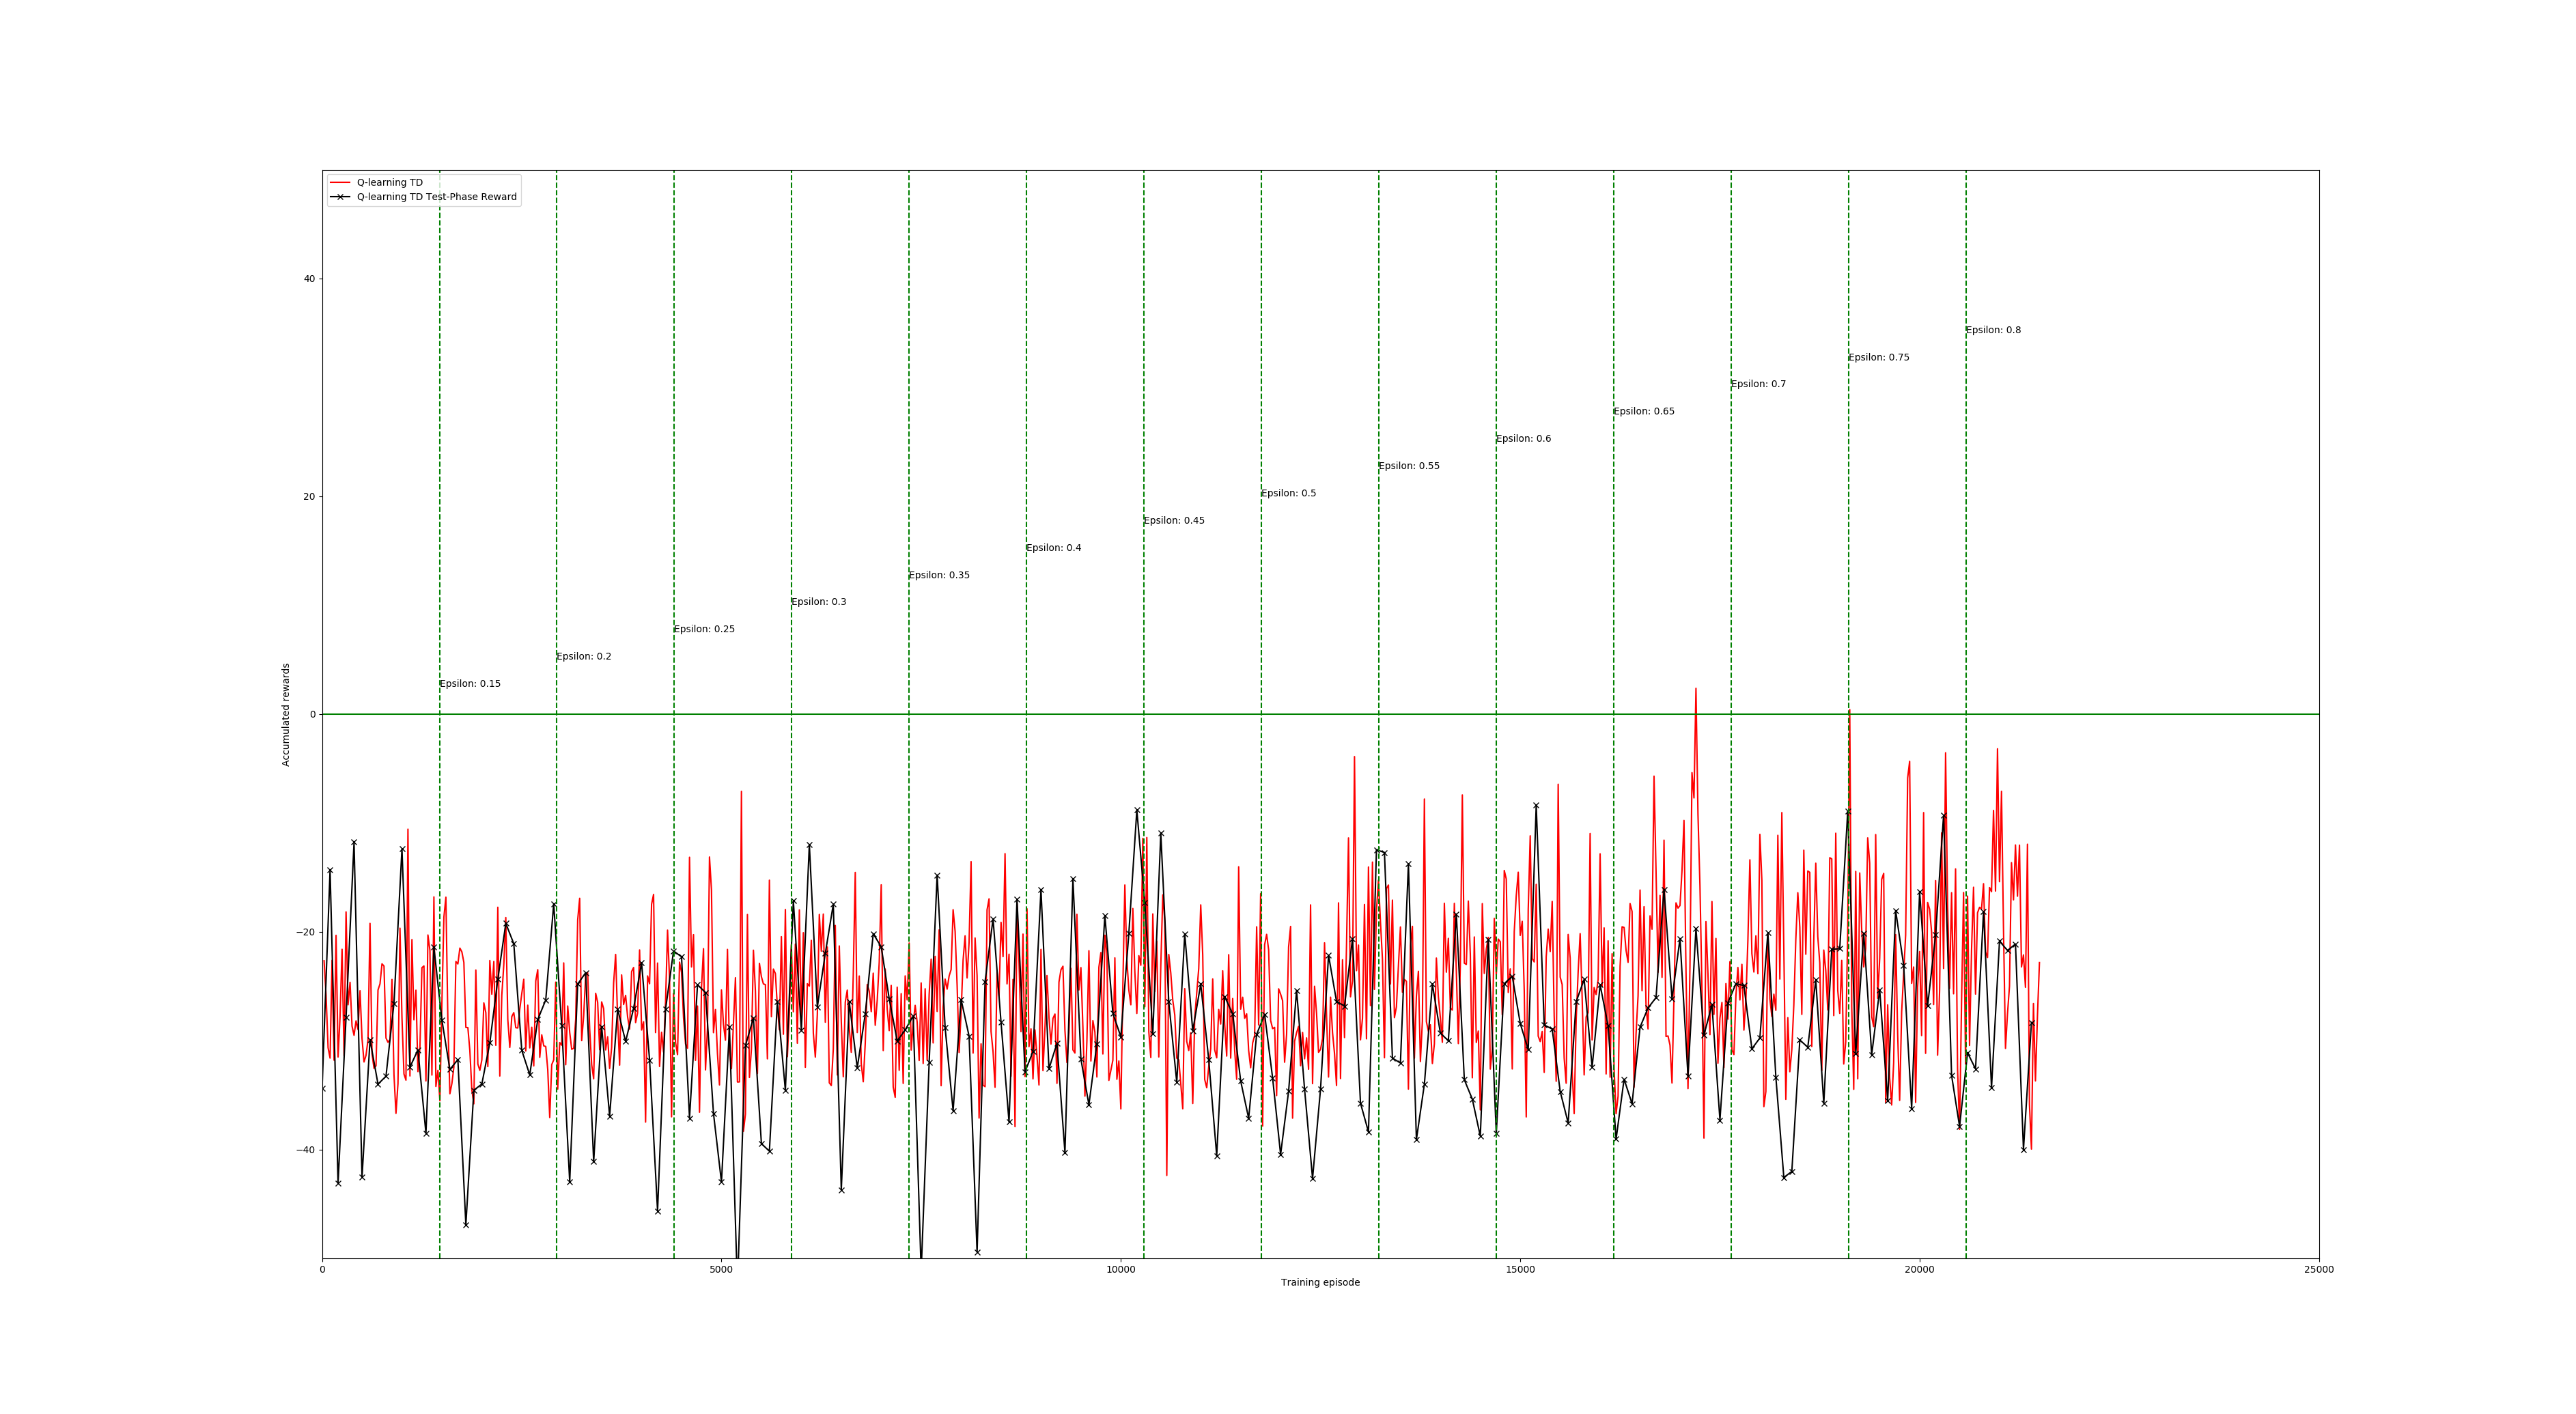 Q-learning TD
Q-learning TD Test-Phase Reward
40
20
0
−20
−40
Accumulated rewards
Epsilon: 0.15
Epsilon: 0.2
Epsilon: 0.25
Epsilon: 0.3
Epsilon: 0.35
Epsilon: 0.4
Epsilon: 0.45
Epsilon: 0.5
Epsilon: 0.55
Epsilon: 0.6
Epsilon: 0.65
Epsilon: 0.7
Epsilon: 0.75
Epsilon: 0.8
0 5000 10000 15000 20000 25000
Training episode